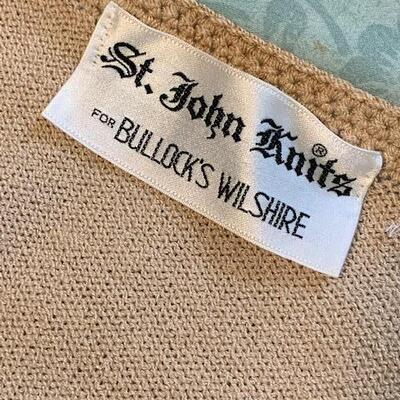 St. John Knits®
FOR BULLOCK'S WILSHIRE